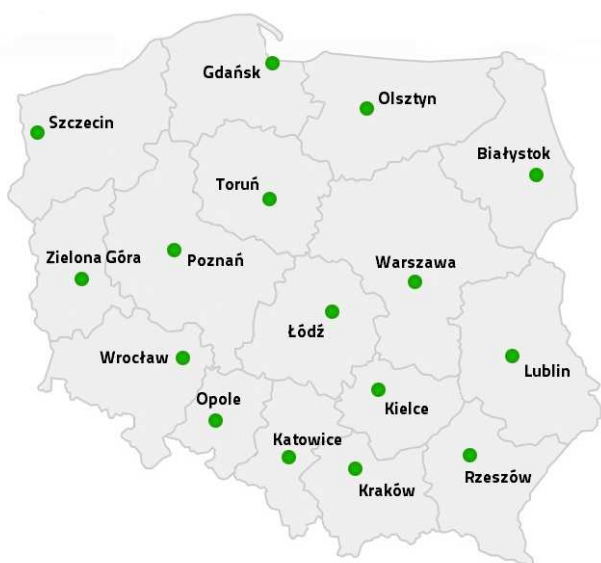 Gdańsk
Olsztyn
Szczecin
Białystok
Toruń
Zielona Góra
Poznań
Warszawa
Łódź
Wrocław
Lublin
Opole
Kielce
Katowice
Rzeszów
Kraków